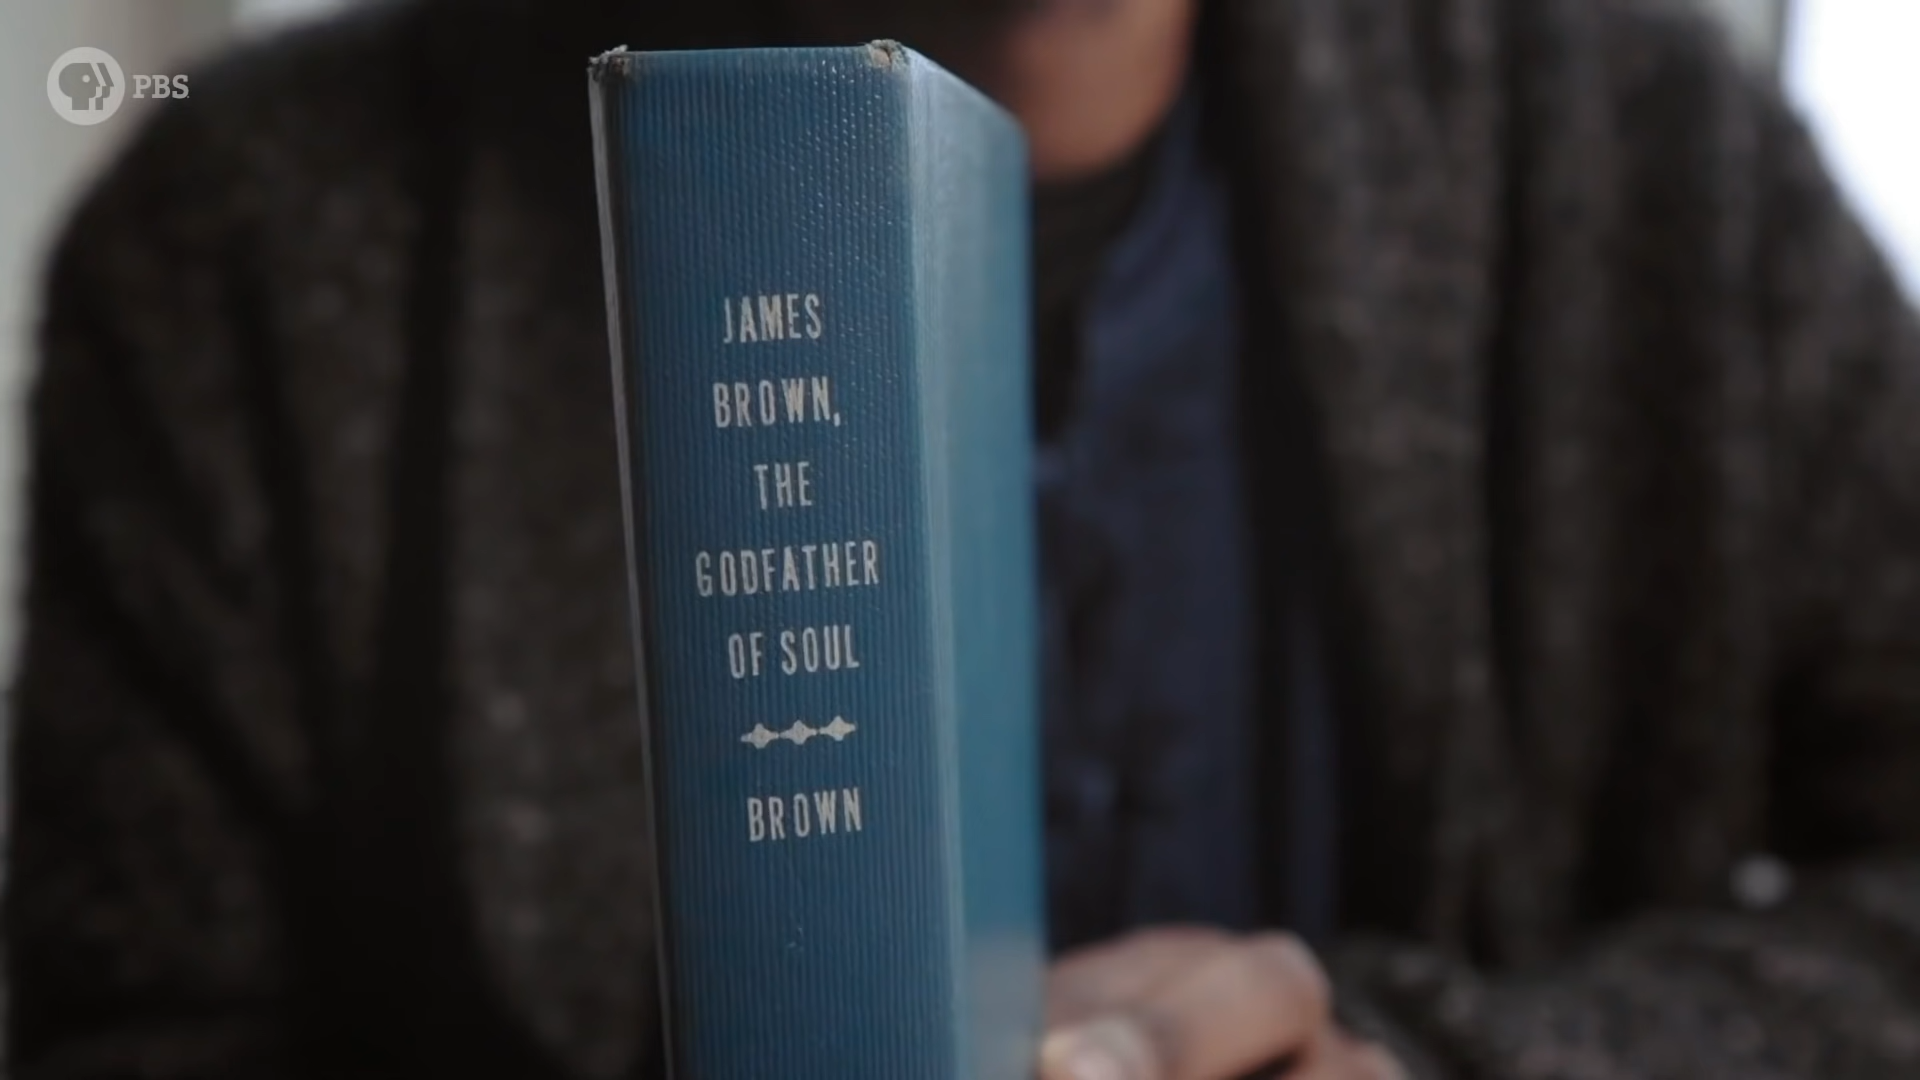 PBS
JAMES
BROWN,
THE
GODFATHER
OF SOUL
BROWN